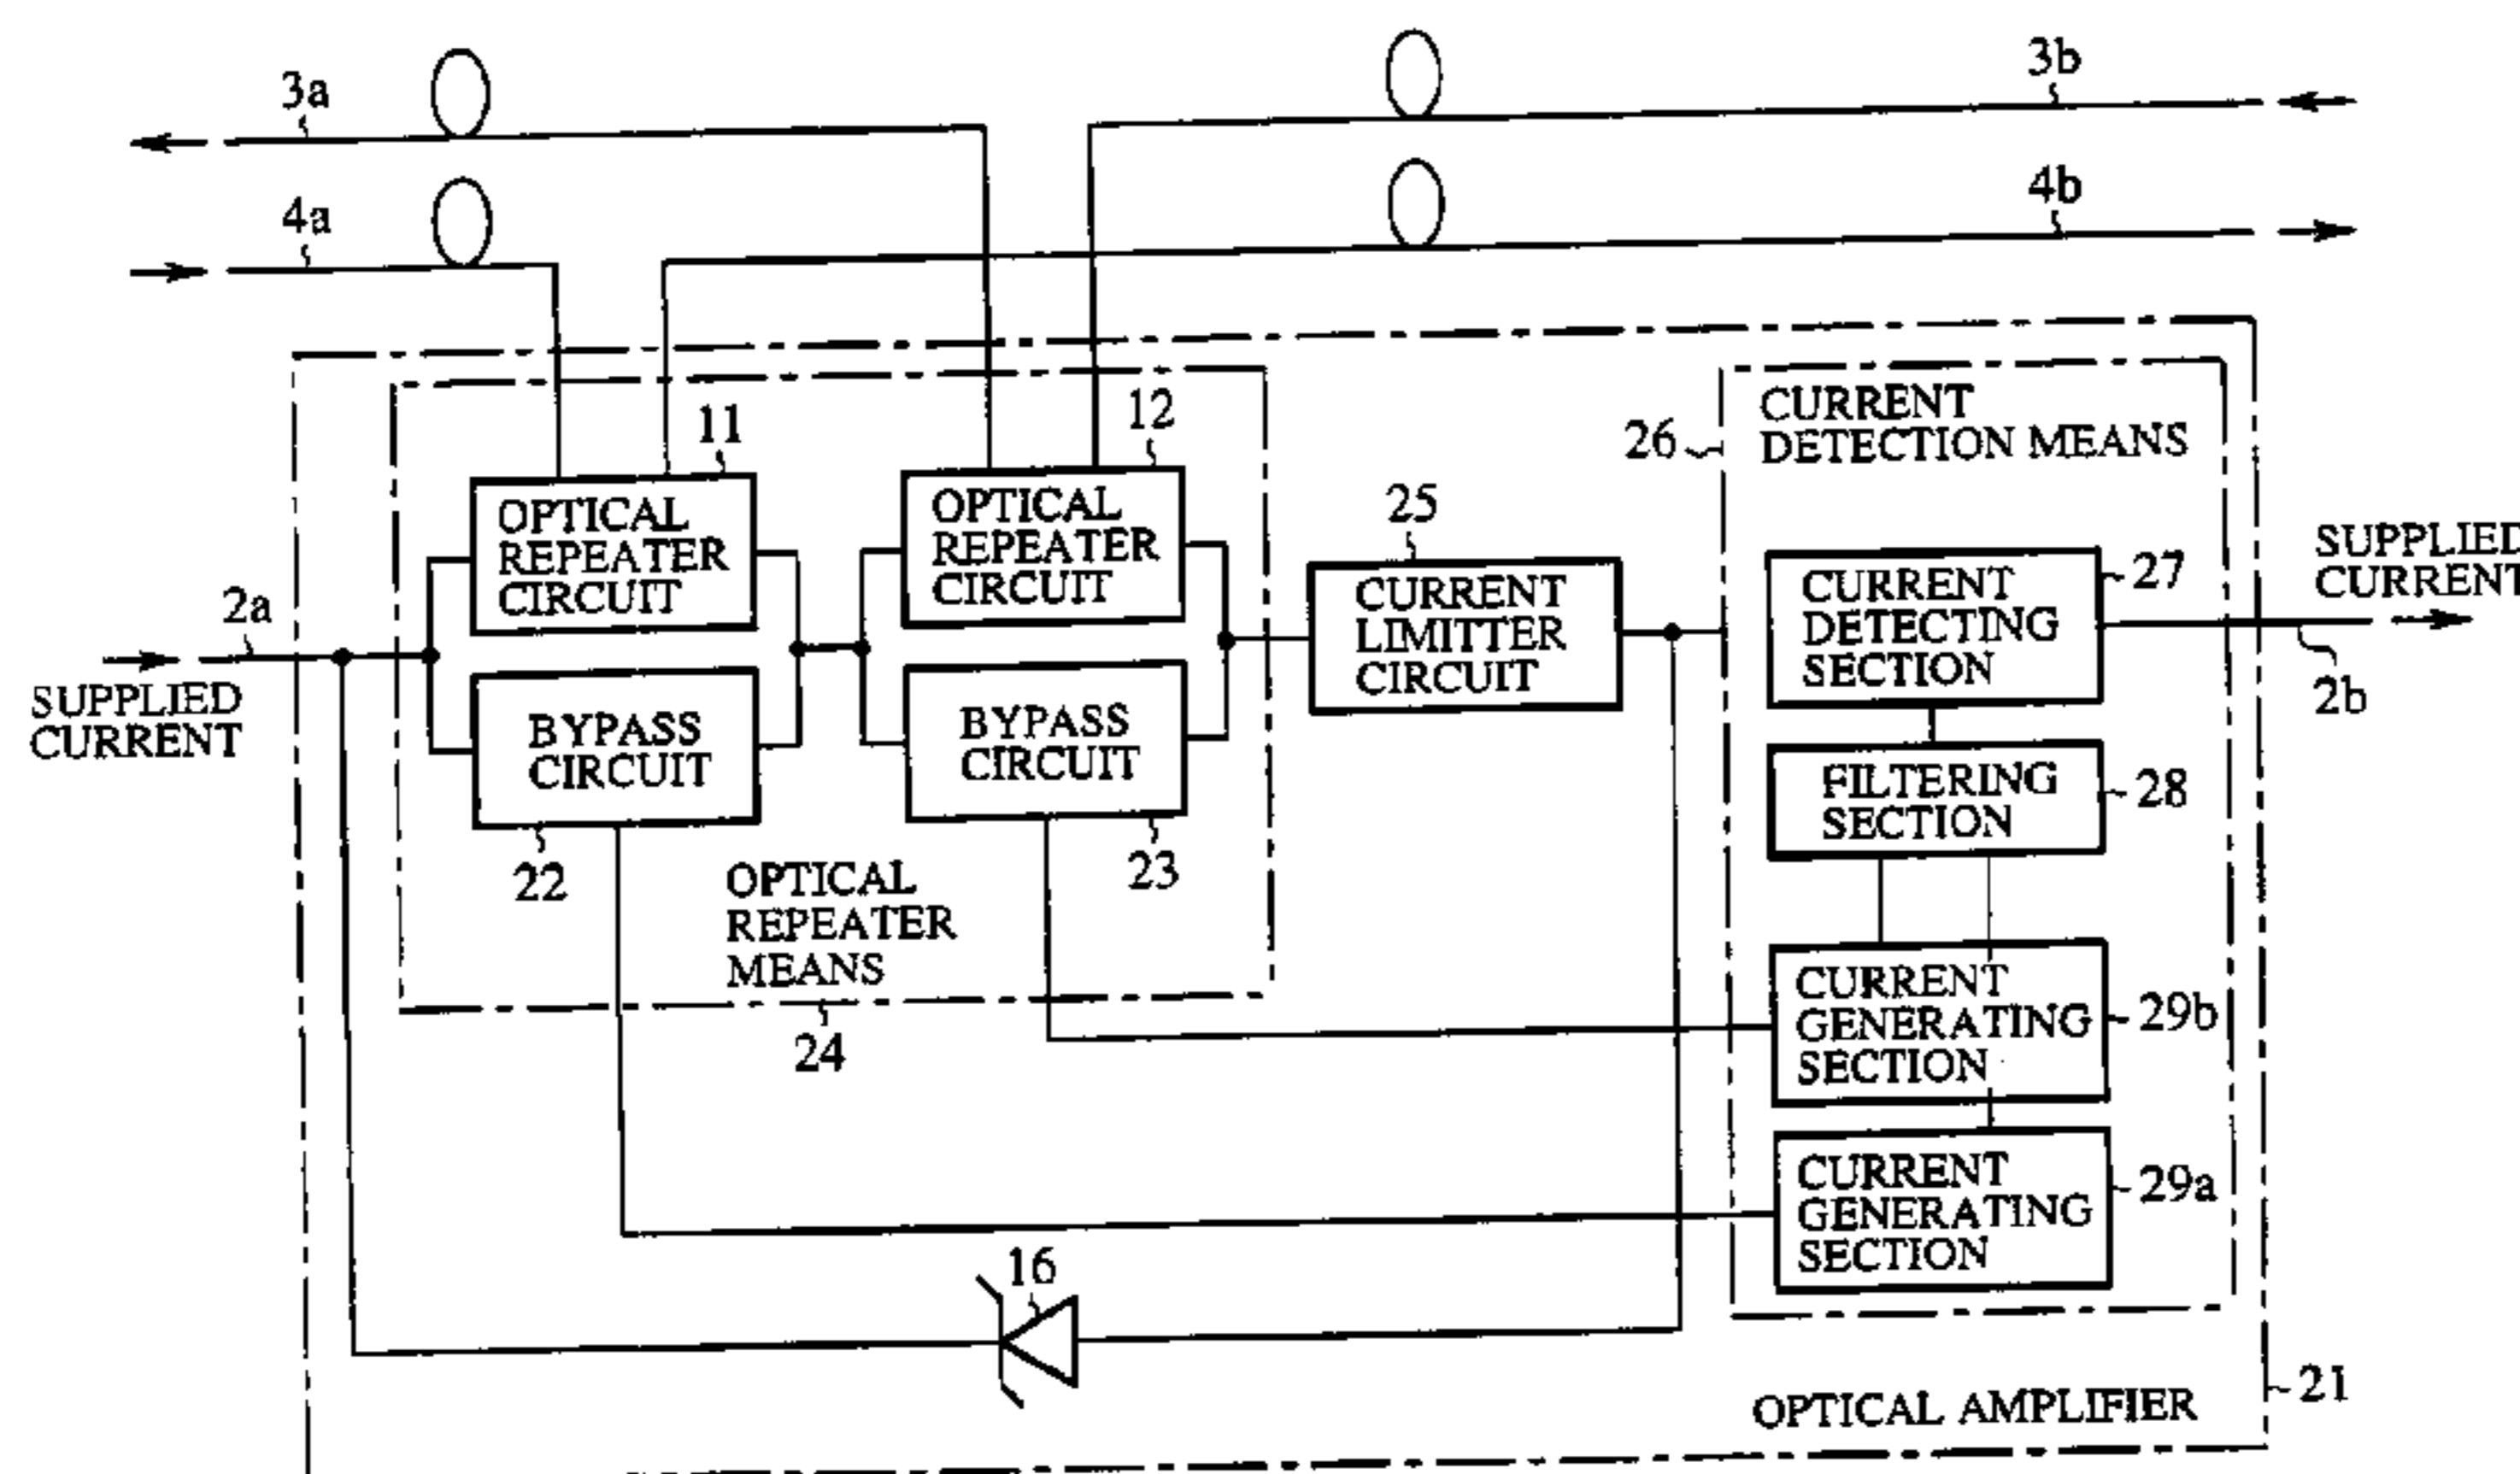 3a
3b
4a
4b
11
12
CURRENT
DETECTION MEANS
26
25
OPTICAL
REPEATER
CIRCUIT
OPTICAL
REPEATER
CIRCUIT
CURRENT
LIMITTER
CIRCUIT
CURRENT
DETECTING
SECTION
27
SUPPLIED
CURRENT
2a
2b
SUPPLIED
CURRENT
BYPASS
CIRCUIT
BYPASS
CIRCUIT
FILTERING
SECTION
28
22
23
OPTICAL
REPEATER
MEANS
24
CURRENT
GENERATING
SECTION
29b
CURRENT
GENERATING
SECTION
29a
16
21
OPTICAL AMPLIFIER